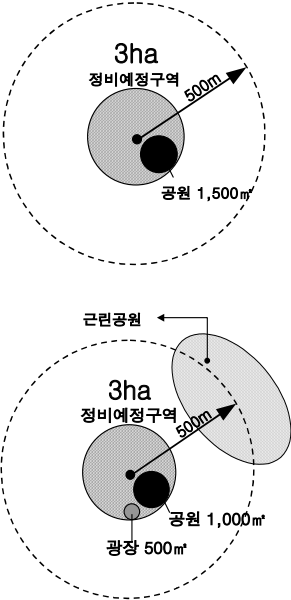 3ha
정비예정구역
500m
공원 1,500㎡
근린공원
3ha
정비예정구역
500m
공원 1,000㎡
광장 500㎡